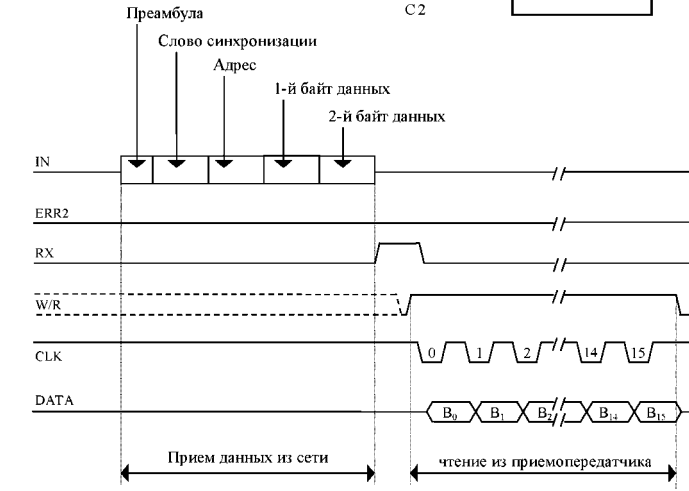 C2
Преамбула
Слово синхронизации
Адрес
1-й байт данных
2-й байт данных
IN
ERR2
RX
W/R
CLK
0 1 2 14 15
DATA
B₀ B₁ B₂ B₁₄ B₁₅
Прием данных из сети
чтение из приемопередатчика